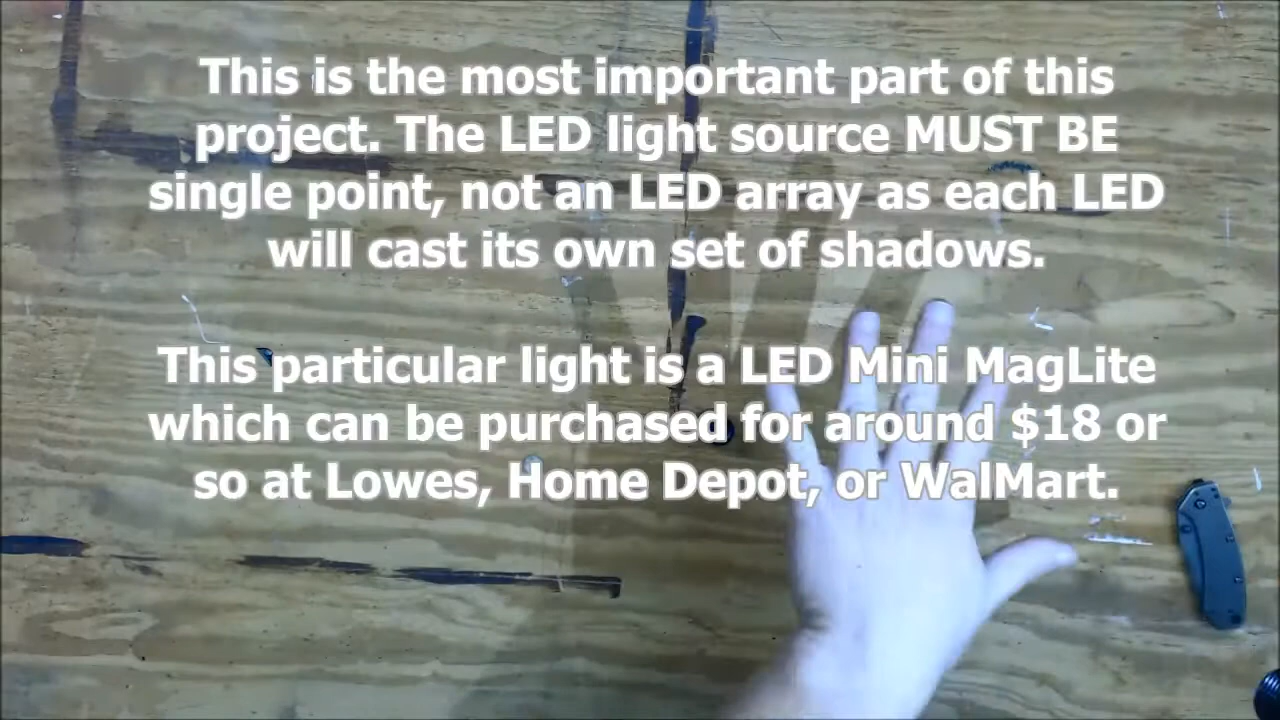 This is the most important part of this
project. The LED light source MUST BE
single point, not an LED array as each LED
will cast its own set of shadows.
This particular light is a LED Mini MagLite
which can be purchased for around $18 or
so at Lowes, Home Depot, or WalMart.